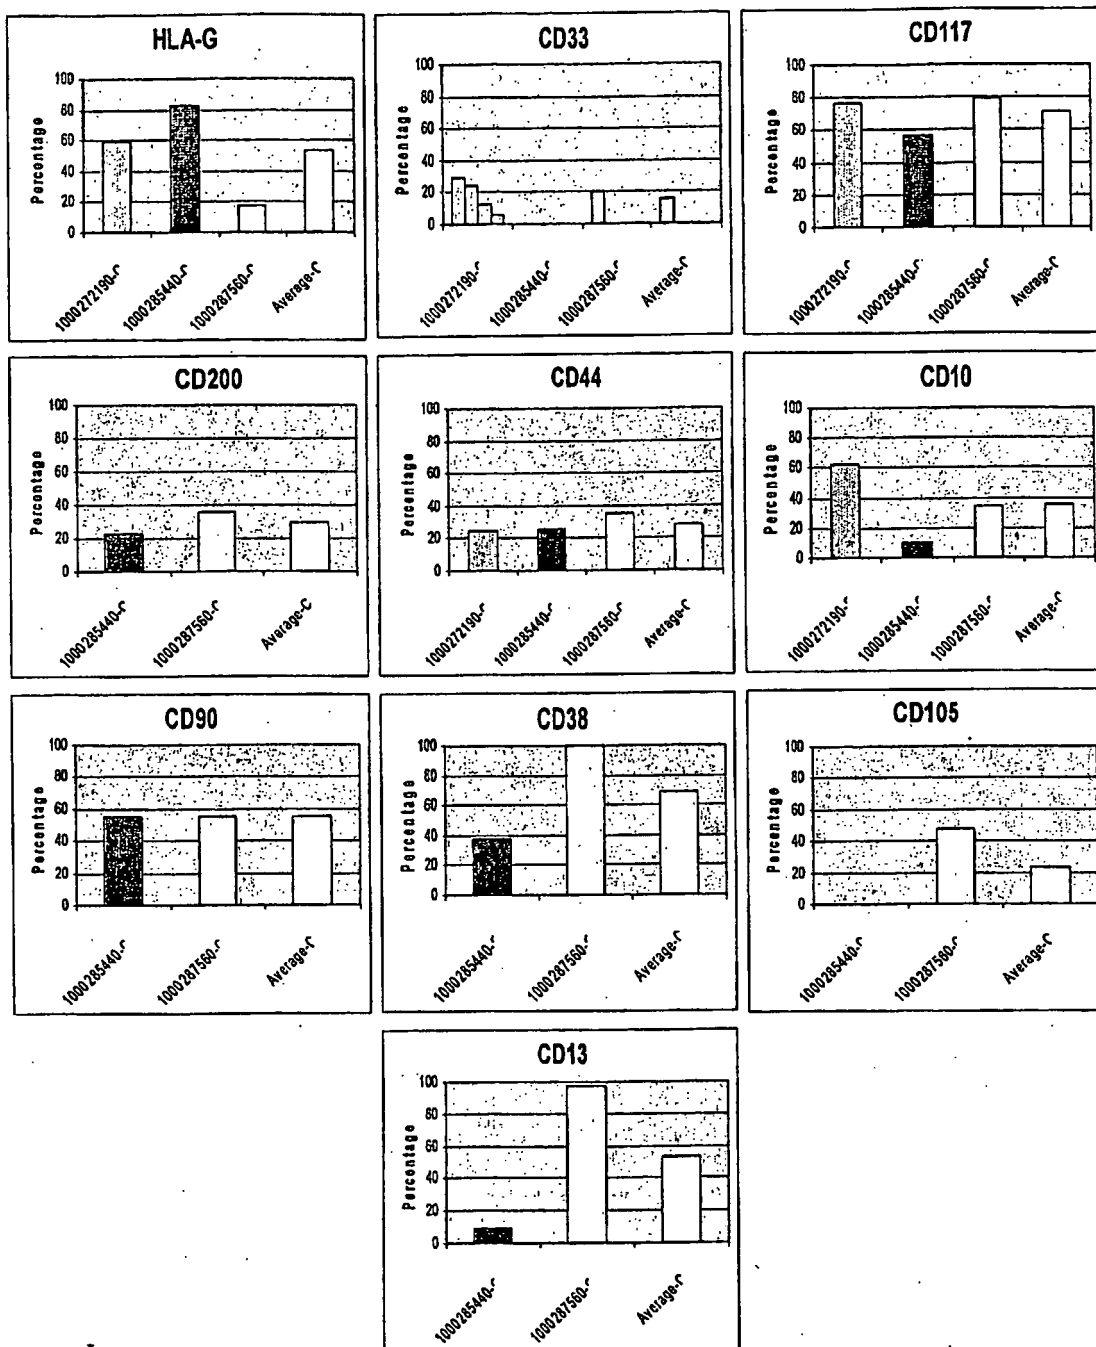 HLA-G
Percentage
100
80
60
40
20
0
1000272190-C
1000285440-C
1000287560-C
Average-C
CD33
Percentage
100
80
60
40
20
0
1000272190-C
1000285440-C
1000287560-C
Average-C
CD117
Percentage
100
80
60
40
20
0
1000272190-C
1000285440-C
1000287560-C
Average-C
CD200
Percentage
100
80
60
40
20
0
1000285440-C
1000287560-C
Average-C
CD44
Percentage
100
80
60
40
20
0
1000272190-C
1000285440-C
1000287560-C
Average-C
CD10
Percentage
100
80
60
40
20
0
1000272190-C
1000285440-C
1000287560-C
Average-C
CD90
Percentage
100
80
60
40
20
0
1000285440-C
1000287560-C
Average-C
CD38
Percentage
100
80
60
40
20
0
1000285440-C
1000287560-C
Average-C
CD105
Percentage
100
80
60
40
20
0
1000285440-C
1000287560-C
Average-C
CD13
Percentage
100
80
60
40
20
0
1000285440-C
1000287560-C
Average-C